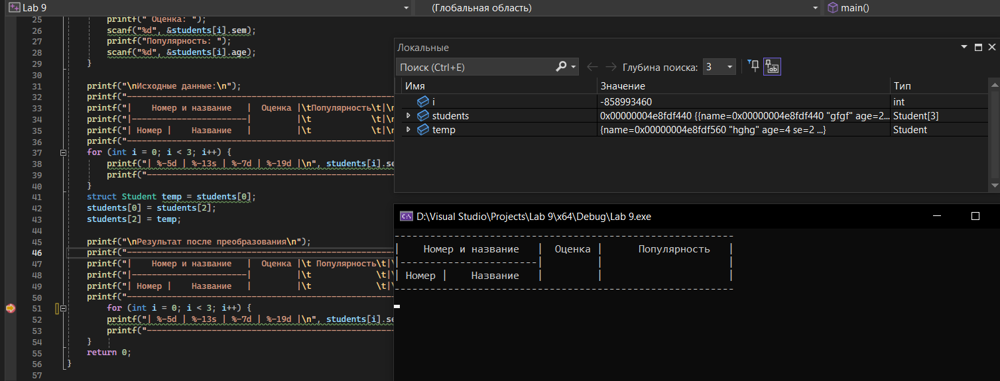 Lab 9 (Глобальная область) main()
25 printf(" Оценка: ");
26 scanf("%d", &students[i].sem);
27 printf("Популярность: ");
28 scanf("%d", &students[i].age);
29 }
30
31 printf("\nИсходные данные:\n");
32 printf("--------------------------------------------
33 printf("| Номер и название | Оценка |\tПопулярность\t|\n
34 printf("|-----------------------| |\t \t|\n
35 printf("| Номер | Название | |\t \t|\n
36 printf("--------------------------------------------
37 for (int i = 0; i < 3; i++) {
38 printf("| %-5d | %-13s | %-7d | %-19d |\n", students[i].se
39 printf("----------------------------------------
40 }
41 struct Student temp = students[0];
42 students[0] = students[2];
43 students[2] = temp;
44
45 printf("\nРезультат после преобразования\n");
46 printf("--------------------------------------------
47 printf("| Номер и название | Оценка |\t Популярность\t|\
48 printf("|-----------------------| |\t \t|\
49 printf("| Номер | Название | |\t \t|\
50 printf("--------------------------------------------
51 for (int i = 0; i < 3; i++) {
52 printf("| %-5d | %-13s | %-7d | %-19d |\n", students[i].se
53 printf("----------------------------------------
54 }
55 return 0;
56 }
57
Локальные
Поиск (Ctrl+E) Глубина поиска: 3
Имя Значение Тип
i -858993460 int
students 0x00000004e8fdf440 {{name=0x00000004e8fdf440 "gfgf" age=2... Student[3]
temp {name=0x00000004e8fdf560 "hghg" age=4 se=2 ...} Student
D:\Visual Studio\Projects\Lab 9\x64\Debug\Lab 9.exe
---------------------------------------------------------
| Номер и название | Оценка | Популярность |
|-----------------------| | |
| Номер | Название | | |
---------------------------------------------------------